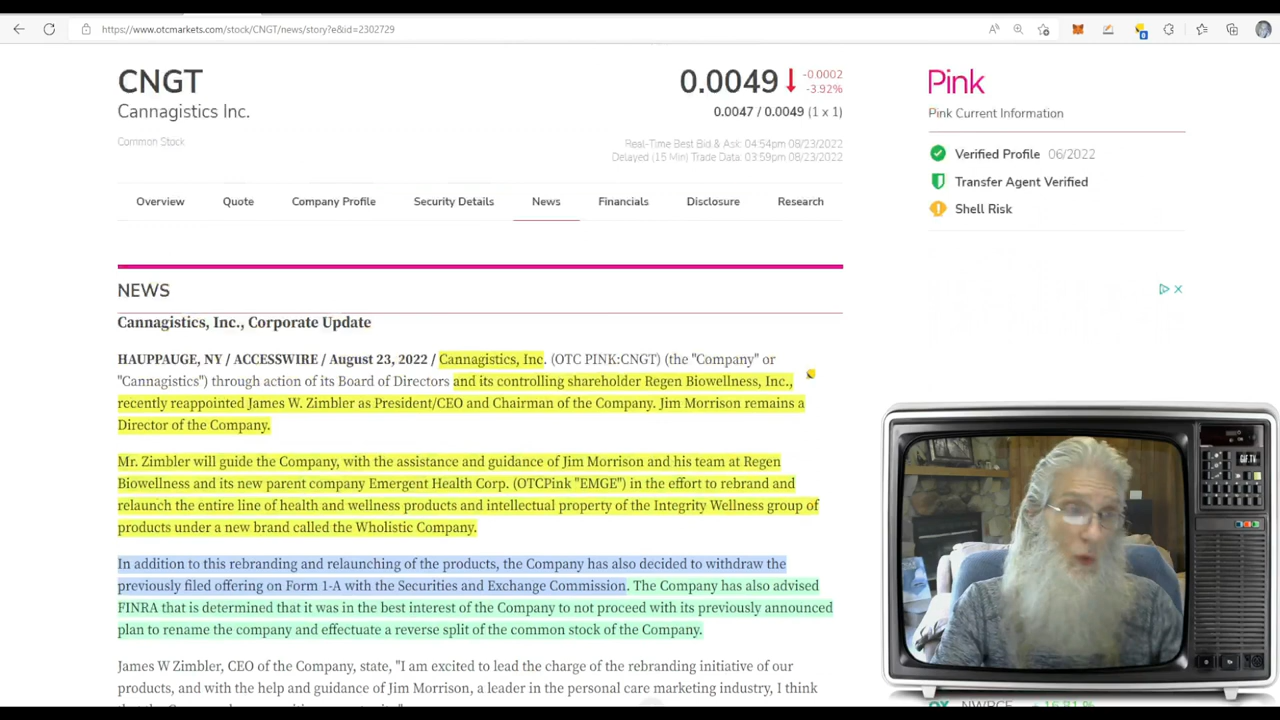 https://www.otcmarkets.com/stock/CNGT/news/story?e&id=2302729
CNGT
Cannagistics Inc.
Common Stock
0.0049 -0.0002
-3.92%
0.0047 / 0.0049 (1 x 1)
Real-Time Best Bid & Ask: 04:54pm 08/23/2022
Delayed (15 Min) Trade Data: 03:59pm 08/23/2022
Pink
Pink Current Information
Verified Profile 06/2022
Transfer Agent Verified
Shell Risk
Overview Quote Company Profile Security Details News Financials Disclosure Research
NEWS
Cannagistics, Inc., Corporate Update
HAUPPAUGE, NY / ACCESSWIRE / August 23, 2022 / Cannagistics, Inc. (OTC PINK:CNGT) (the "Company" or
"Cannagistics") through action of its Board of Directors and its controlling shareholder Regen Biowellness, Inc.,
recently reappointed James W. Zimbler as President/CEO and Chairman of the Company. Jim Morrison remains a
Director of the Company.
Mr. Zimbler will guide the Company, with the assistance and guidance of Jim Morrison and his team at Regen
Biowellness and its new parent company Emergent Health Corp. (OTCPink "EMGE") in the effort to rebrand and
relaunch the entire line of health and wellness products and intellectual property of the Integrity Wellness group of
products under a new brand called the Wholistic Company.
In addition to this rebranding and relaunching of the products, the Company has also decided to withdraw the
previously filed offering on Form 1-A with the Securities and Exchange Commission. The Company has also advised
FINRA that is determined that it was in the best interest of the Company to not proceed with its previously announced
plan to rename the company and effectuate a reverse split of the common stock of the Company.
James W Zimbler, CEO of the Company, state, "I am excited to lead the charge of the rebranding initiative of our
products, and with the help and guidance of Jim Morrison, a leader in the personal care marketing industry, I think
GIF.TV